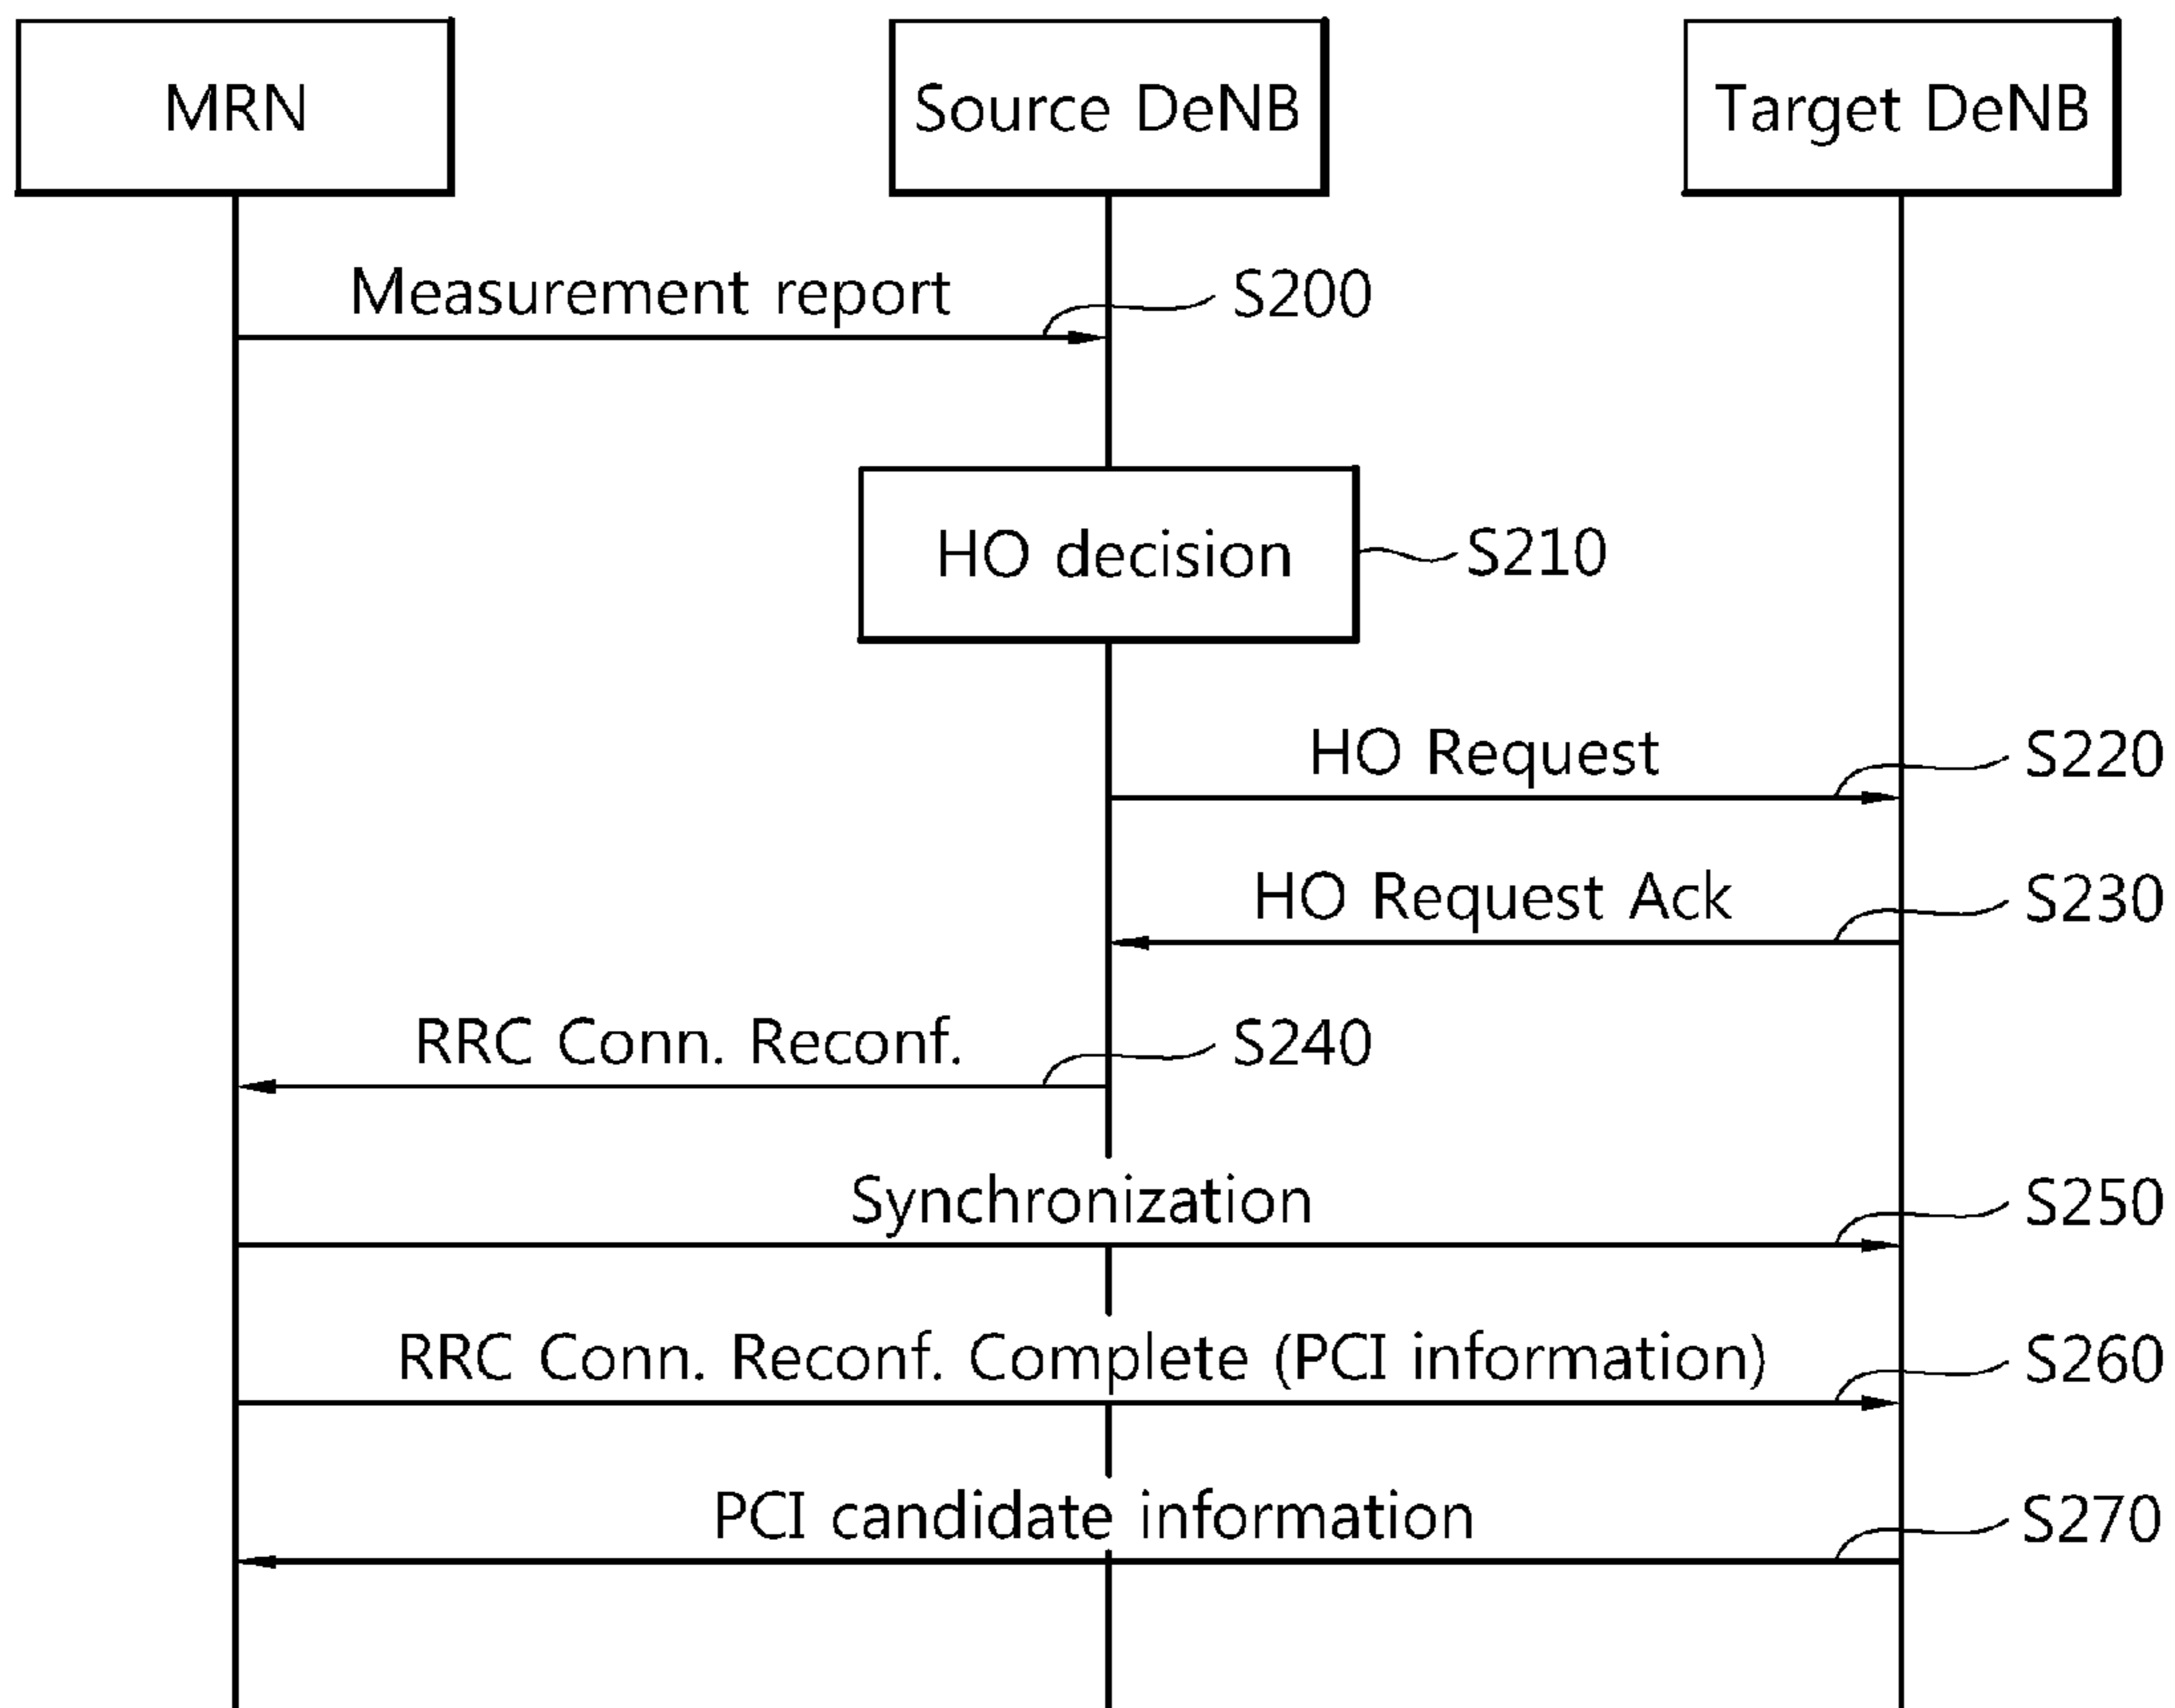 MRN
Source DeNB
Target DeNB
Measurement report
S200
HO decision
S210
HO Request
S220
HO Request Ack
S230
RRC Conn. Reconf.
S240
Synchronization
S250
RRC Conn. Reconf. Complete (PCI information)
S260
PCI candidate information
S270